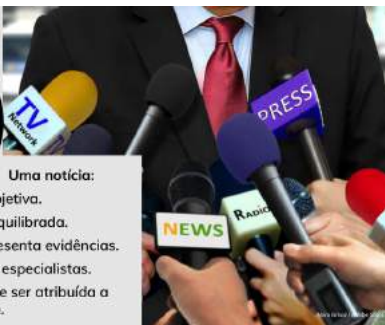 TV
Network
PRESS
Uma notícia:
jetiva.
quilibrada.
esenta evidências.
especialistas.
e ser atribuída a
NEWS
RADIO